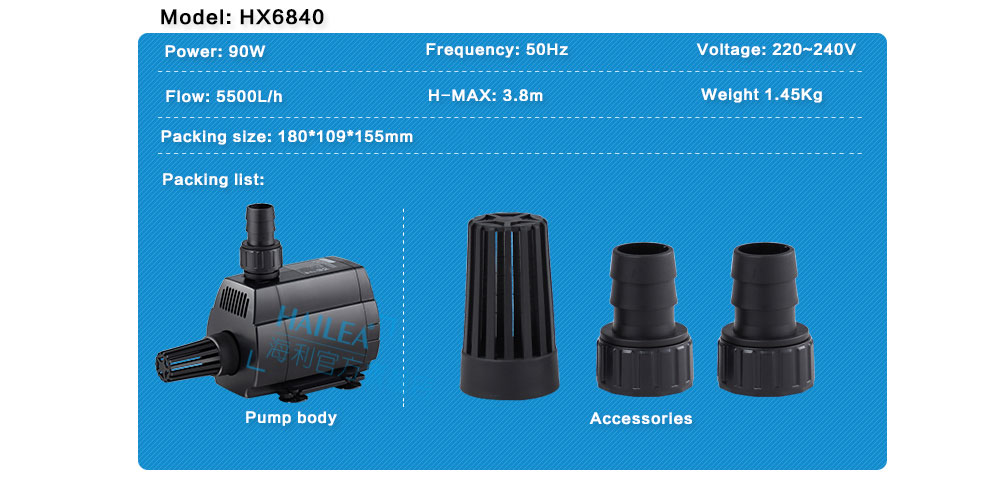 Model: HX6840
Power: 90W Frequency: 50Hz Voltage: 220~240V
Flow: 5500L/h H-MAX: 3.8m Weight 1.45Kg
Packing size: 180*109*155mm
Packing list:
HAILEA
海利官方
Pump body
Accessories